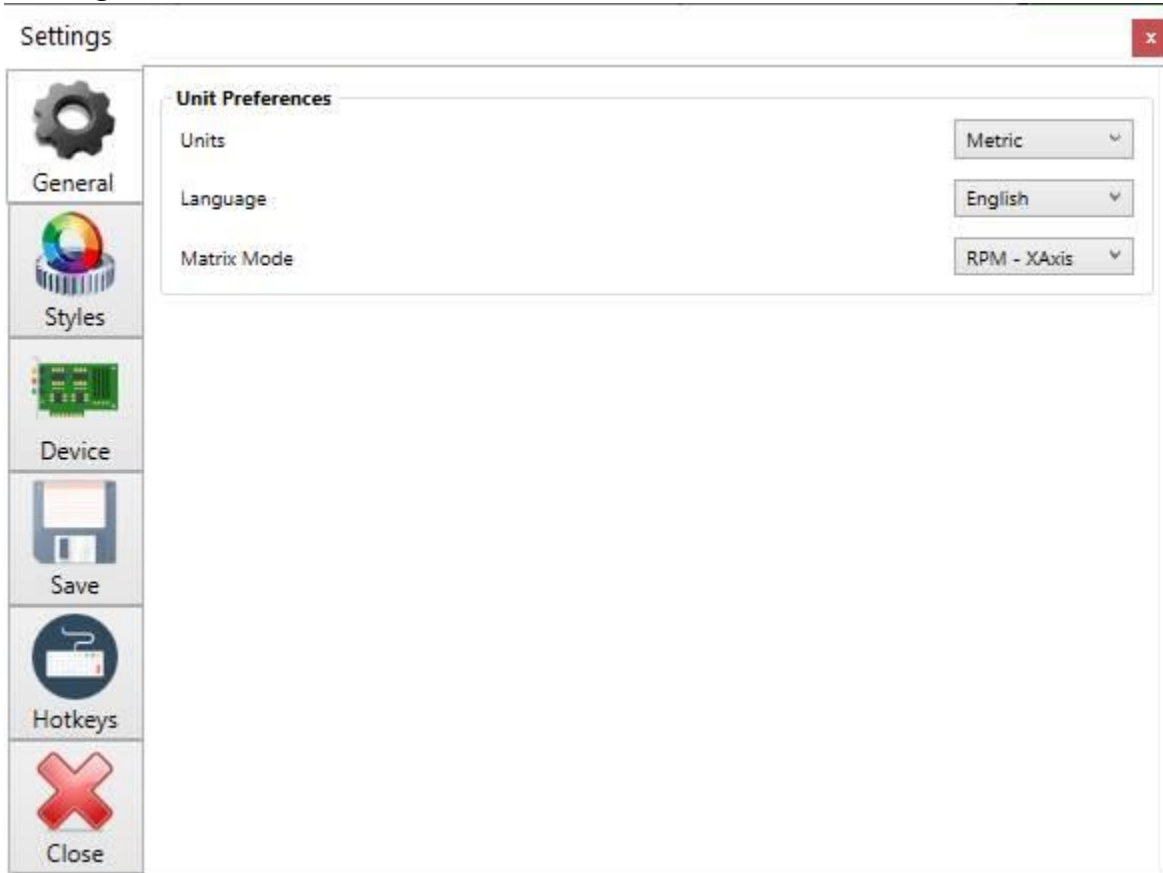 Settings
x
General
Styles
Device
Save
Hotkeys
Close
Unit Preferences
Units Metric
Language English
Matrix Mode RPM - XAxis